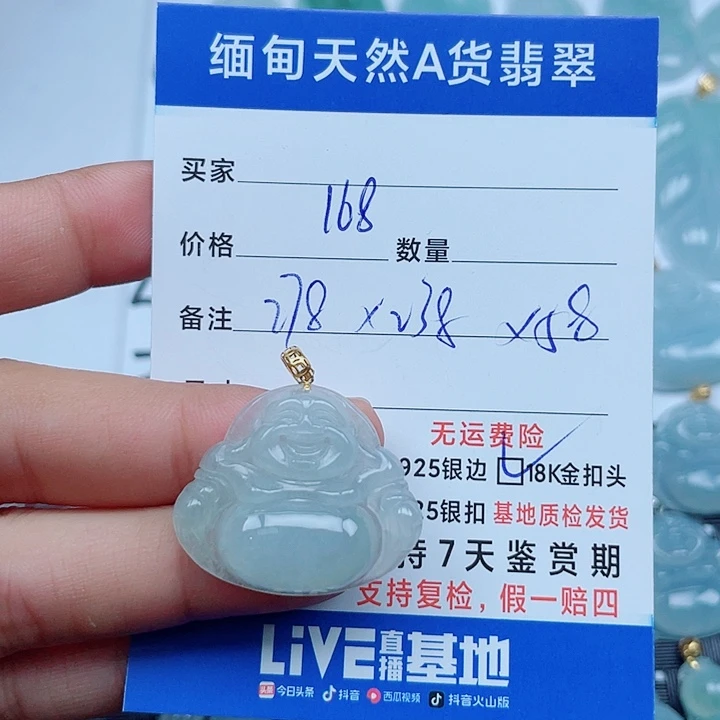 缅甸天然A货翡翠
买家
168
价格 数量
备注 278 x 238 x 58
无运费险
925银边 18K金扣头
25银扣 基地质检发货
持7天鉴赏期
支持复检，假一赔四
LiVE直播基地
头条 今日头条 抖音 西瓜视频 抖音火山版